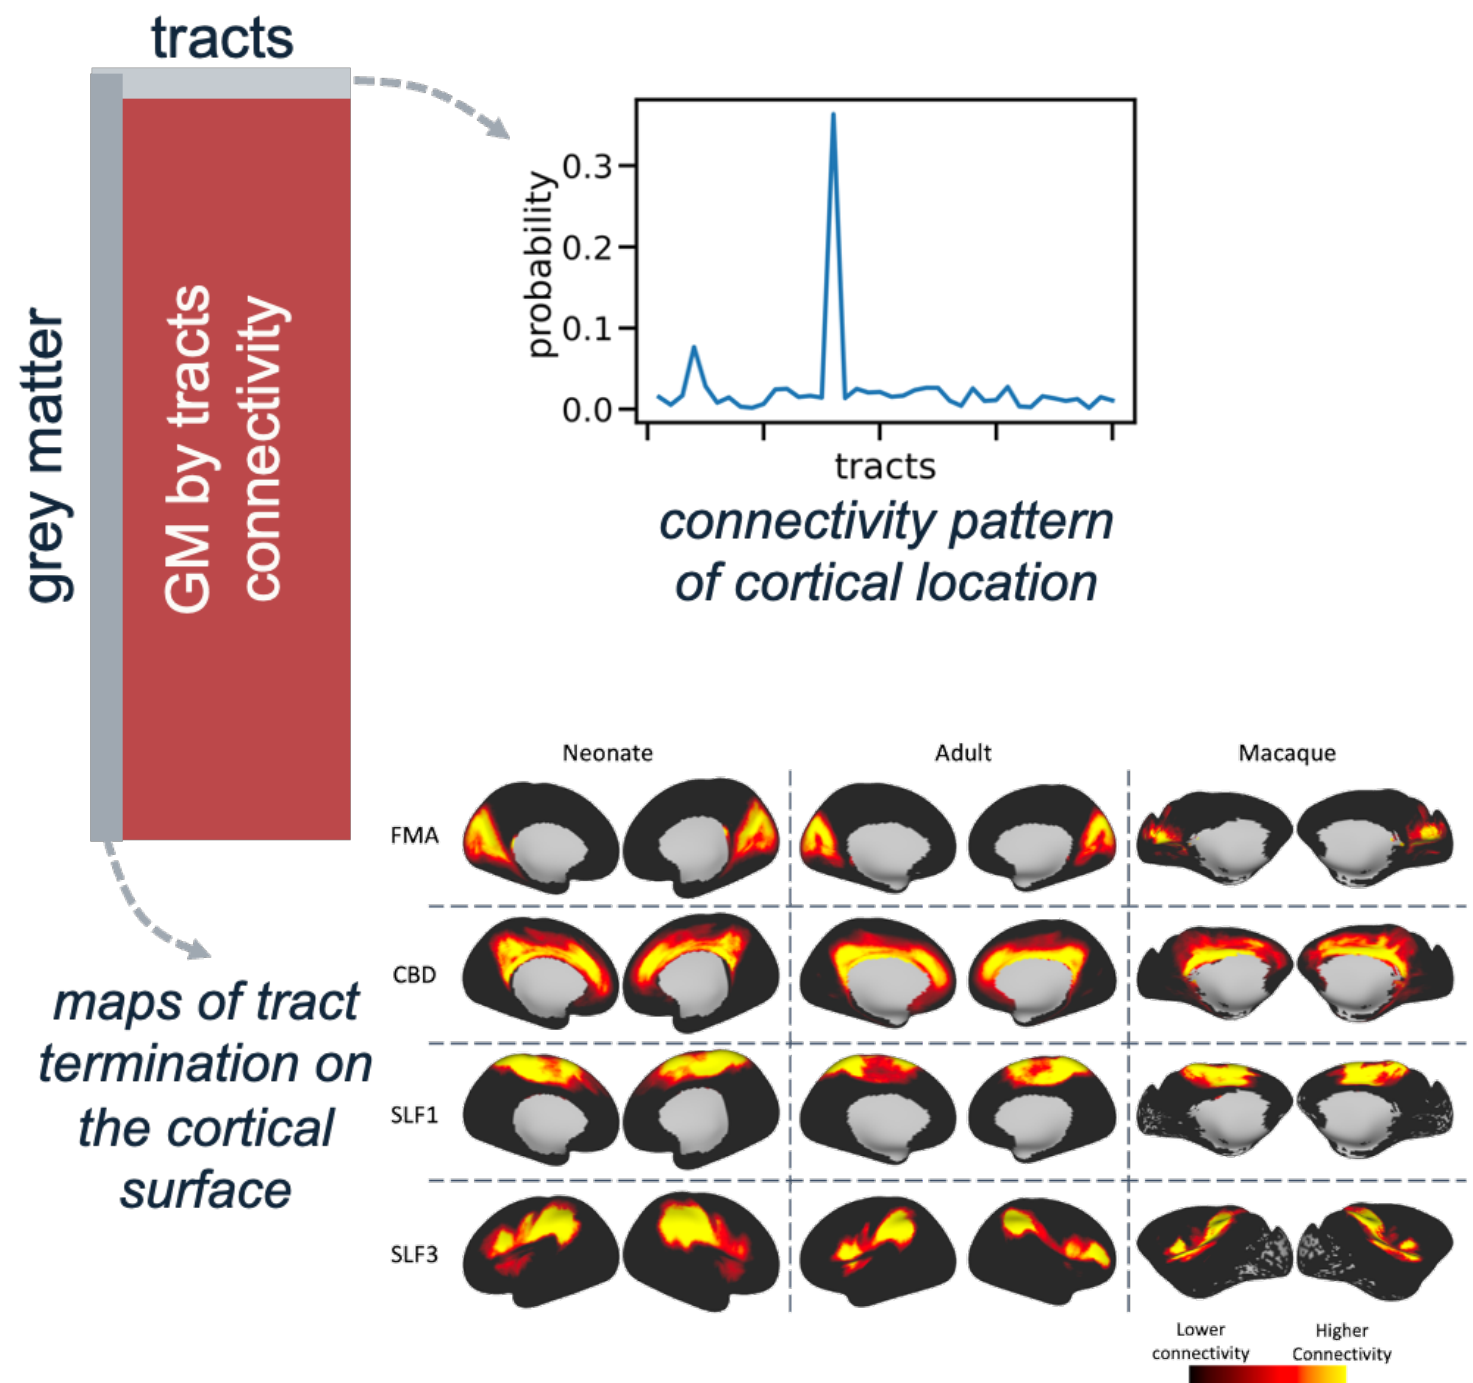 tracts
grey matter
GM by tracts
connectivity
probability
0.3
0.2
0.1
0.0
tracts
connectivity pattern
of cortical location
maps of tract
termination on
the cortical
surface
Neonate
Adult
Macaque
FMA
CBD
SLF1
SLF3
Lower
connectivity
Higher
Connectivity